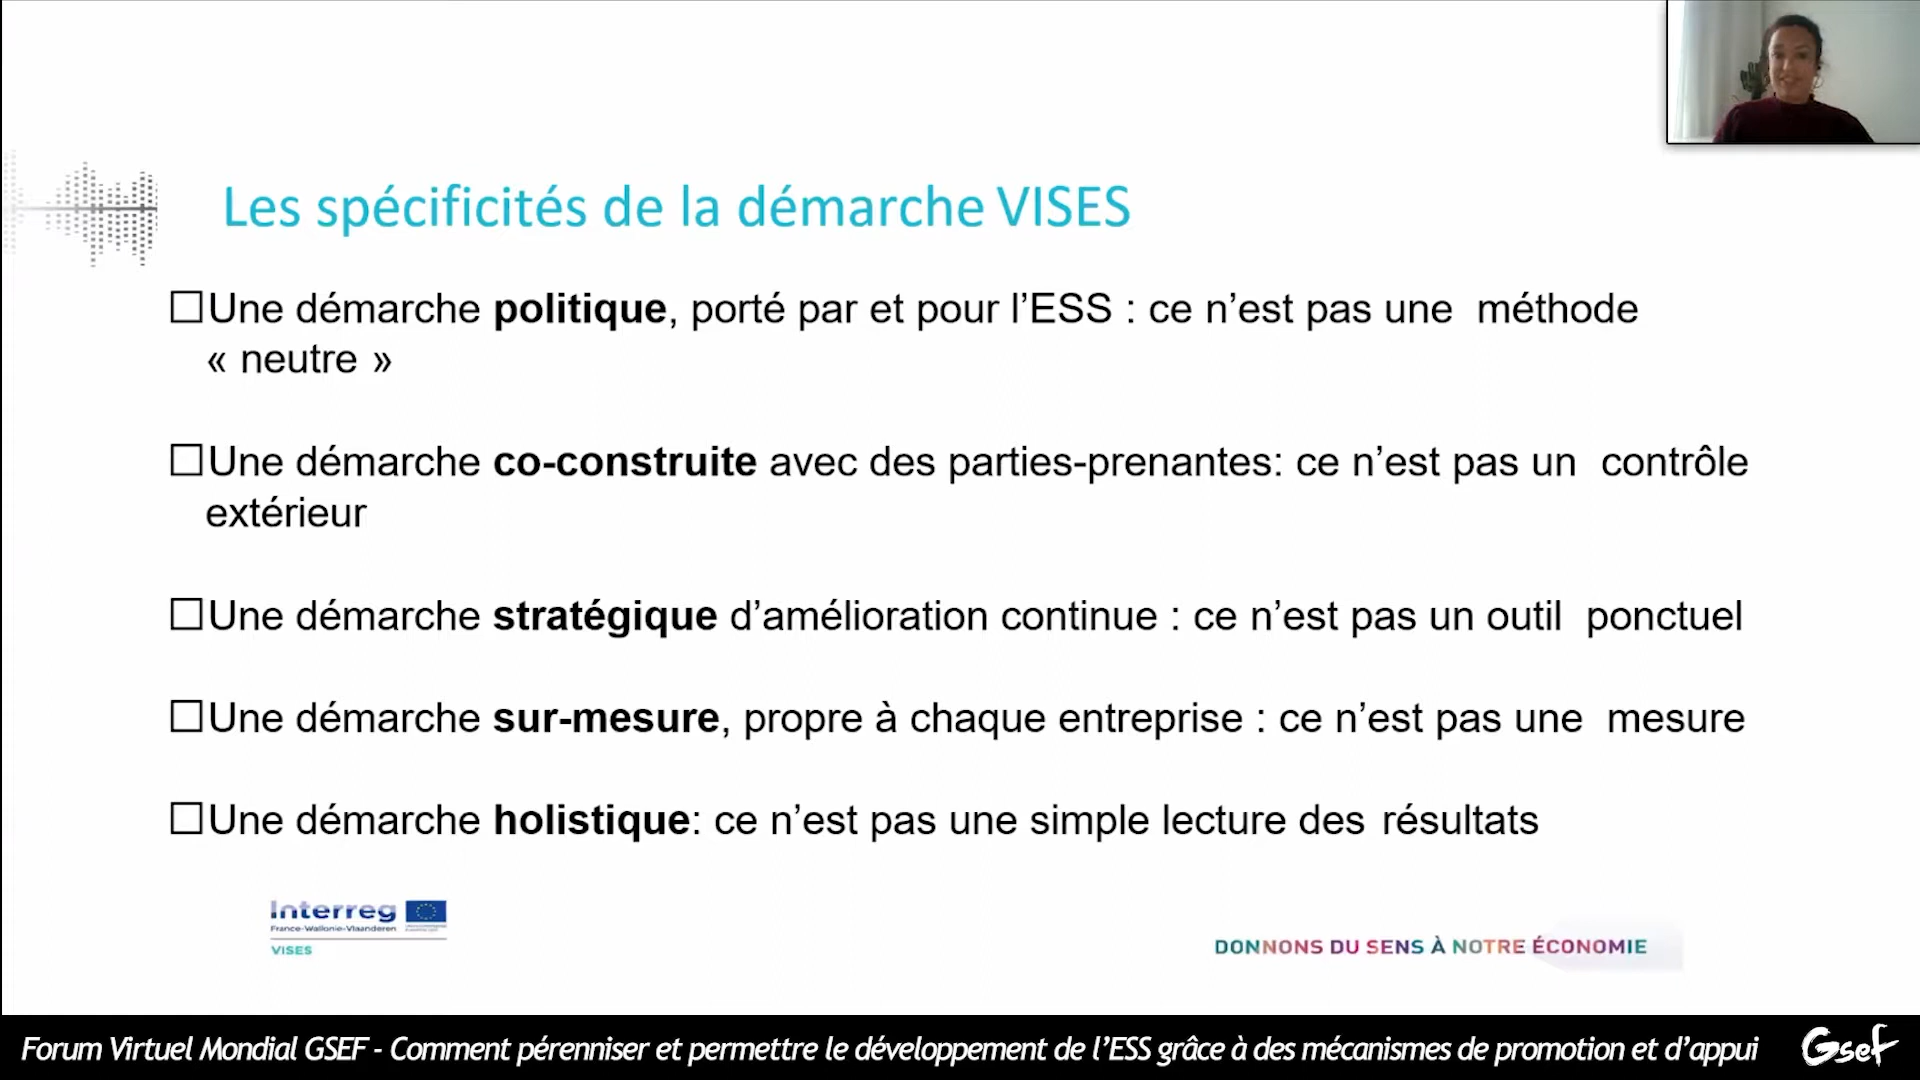 Les spécificités de la démarche VISES
Une démarche politique, porté par et pour l’ESS : ce n’est pas une méthode
« neutre »
Une démarche co-construite avec des parties-prenantes: ce n’est pas un contrôle
extérieur
Une démarche stratégique d’amélioration continue : ce n’est pas un outil ponctuel
Une démarche sur-mesure, propre à chaque entreprise : ce n’est pas une mesure
Une démarche holistique: ce n’est pas une simple lecture des résultats
Interreg
France-Wallonie-Vlaanderen
VISES
DONNONS DU SENS À NOTRE ÉCONOMIE
Forum Virtuel Mondial GSEF - Comment pérenniser et permettre le développement de l’ESS grâce à des mécanismes de promotion et d’appui
Gsef